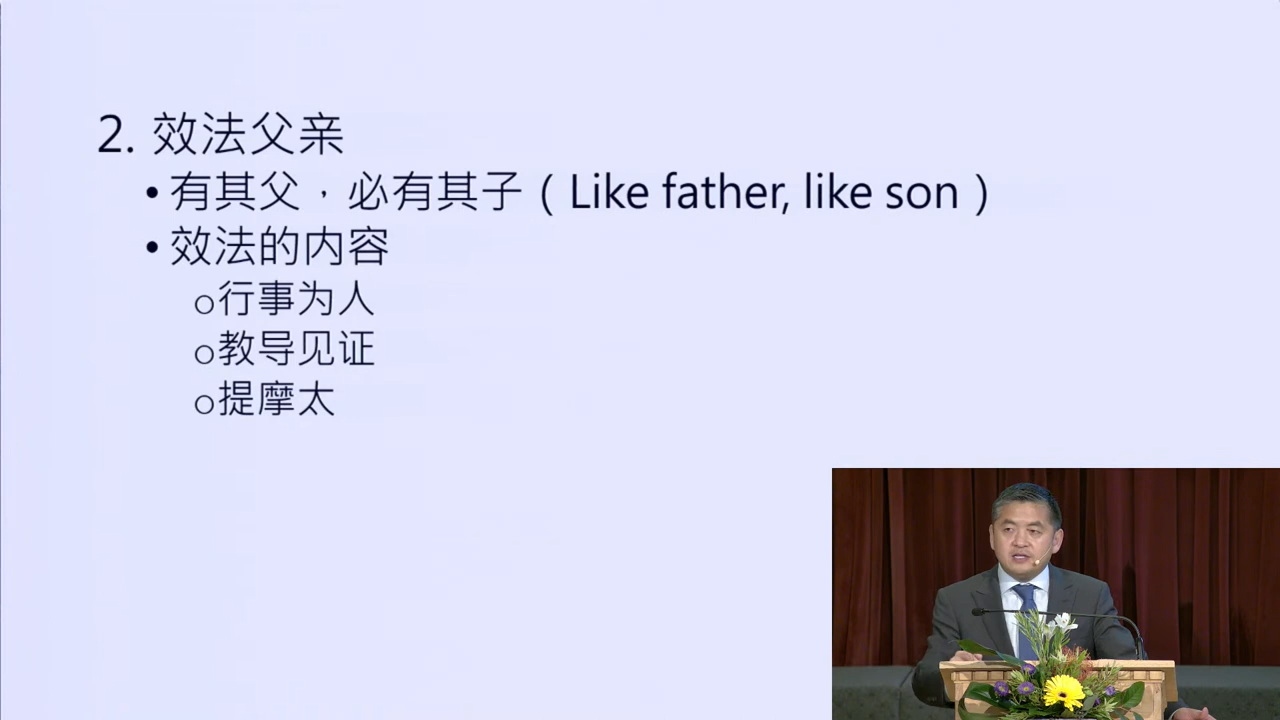 2. 效法父亲
• 有其父，必有其子（Like father, like son）
• 效法的内容
o行事为人
o教导见证
o提摩太